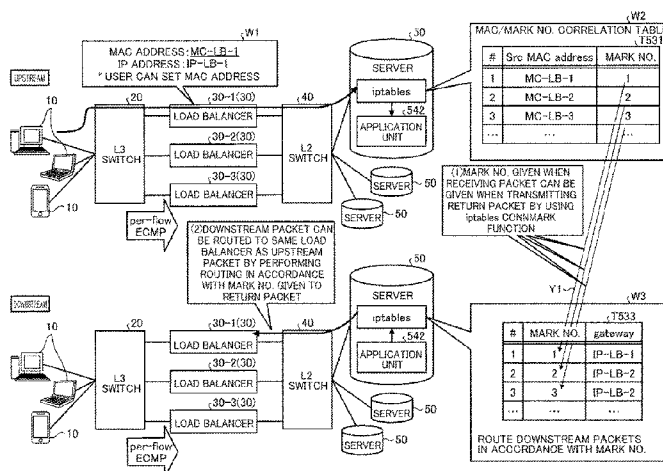 W1
MAC ADDRESS: MC-LB-1
IP ADDRESS: IP-LB-1
* USER CAN SET MAC ADDRESS
UPSTREAM
10
20
30-1(30)
LOAD BALANCER
30-2(30)
LOAD BALANCER
30-3(30)
LOAD BALANCER
L3
SWITCH
40
L2
SWITCH
10
per-flow
ECMP
50
SERVER
iptables
542
APPLICATION
UNIT
SERVER
50
SERVER
50
W2
MAC/MARK NO. CORRELATION TABLE
T531
# Src MAC address MARK NO.
1 MC-LB-1 1
2 MC-LB-2 2
3 MC-LB-3 3
... ... ...
(1)MARK NO. GIVEN WHEN
RECEIVING PACKET CAN BE
GIVEN WHEN TRANSMITTING
RETURN PACKET BY USING
iptables CONNMARK
FUNCTION
Y1
(2)DOWNSTREAM PACKET CAN
BE ROUTED TO SAME LOAD
BALANCER AS UPSTREAM
PACKET BY PERFORMING
ROUTING IN ACCORDANCE
WITH MARK NO. GIVEN TO
RETURN PACKET
DOWNSTREAM
10
20
30-1(30)
LOAD BALANCER
30-2(30)
LOAD BALANCER
30-3(30)
LOAD BALANCER
L3
SWITCH
40
L2
SWITCH
10
per-flow
ECMP
50
SERVER
iptables
542
APPLICATION
UNIT
SERVER
50
SERVER
50
W3
T533
# MARK NO. gateway
1 1 IP-LB-1
2 2 IP-LB-2
3 3 IP-LB-2
... ... ...
ROUTE DOWNSTREAM PACKETS
IN ACCORDANCE WITH MARK NO.